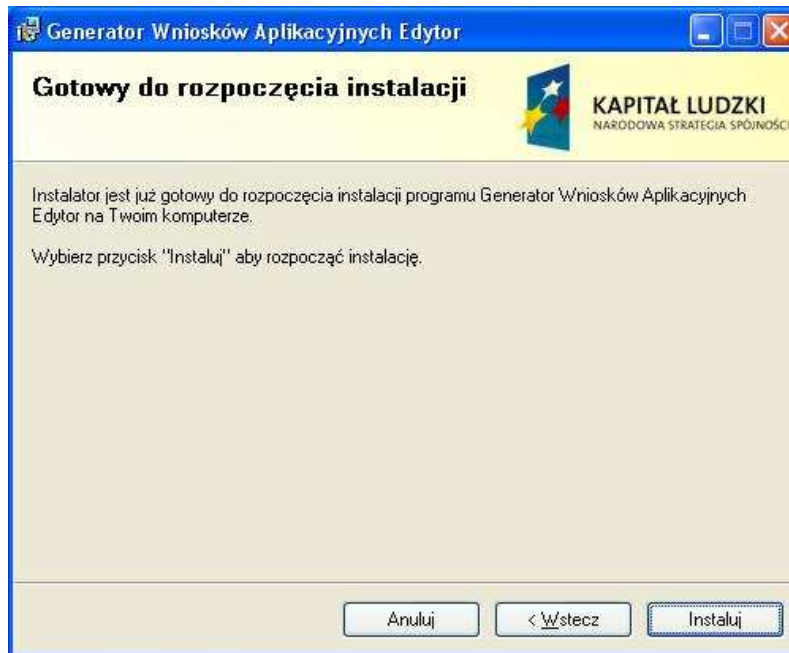 Generator Wniosków Aplikacyjnych Edytor
Gotowy do rozpoczęcia instalacji
KAPITAŁ LUDZKI
NARODOWA STRATEGIA SPÓJNOŚCI
Instalator jest już gotowy do rozpoczęcia instalacji programu Generator Wniosków Aplikacyjnych
Edytor na Twoim komputerze.
Wybierz przycisk "Instaluj" aby rozpocząć instalację.
Anuluj
< Wstecz
Instaluj